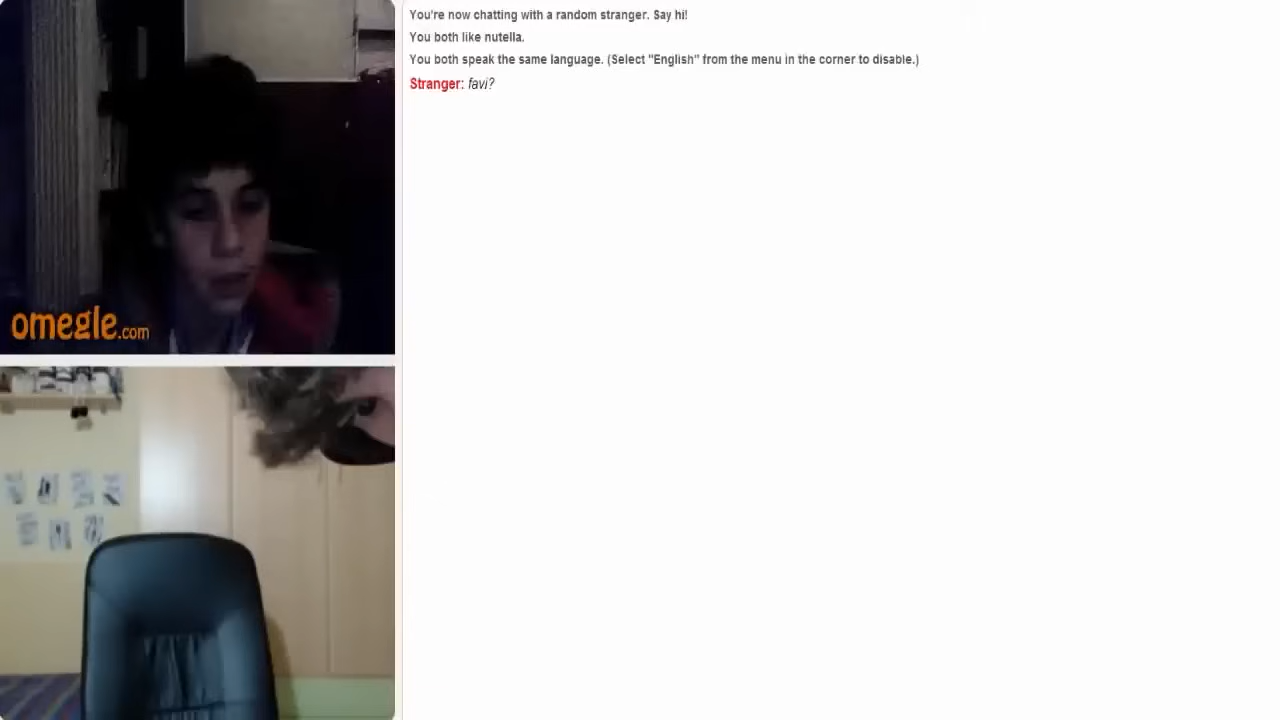 You're now chatting with a random stranger. Say hi!
You both like nutella.
You both speak the same language. (Select "English" from the menu in the corner to disable.)
Stranger: favi?
omegle.com